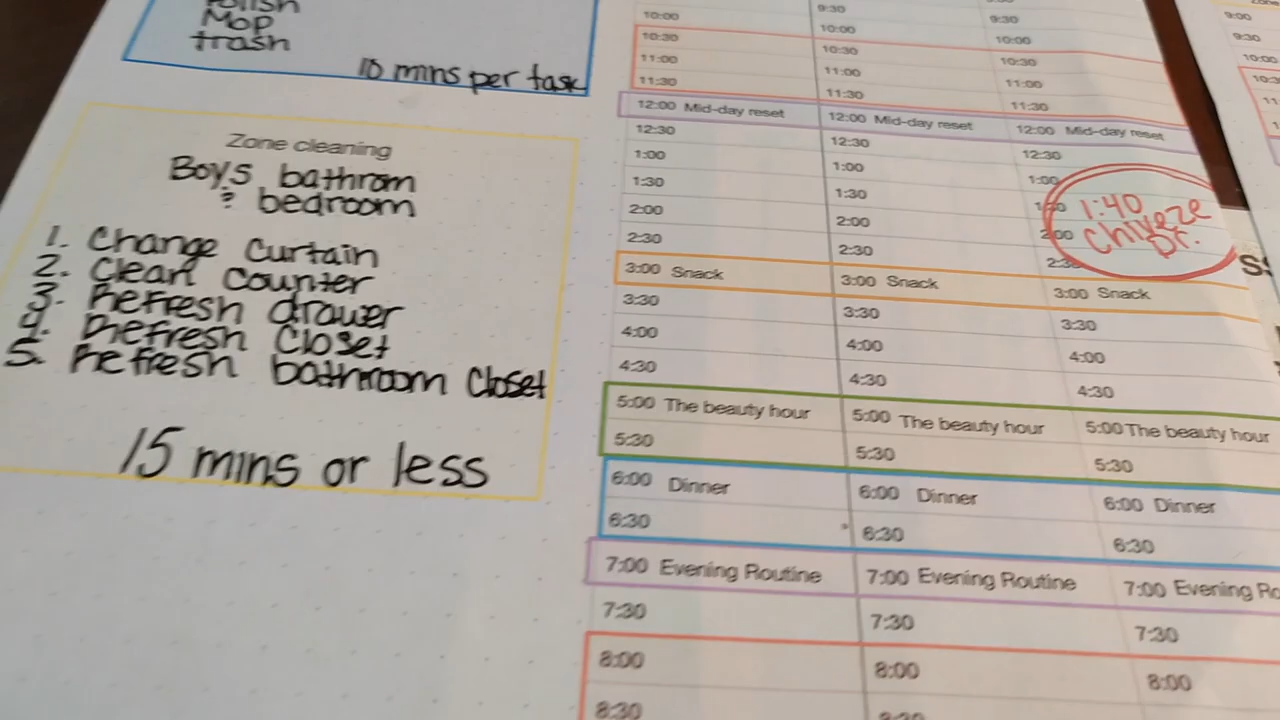 Polish
Mop
trash
10 mins per task
Zone cleaning
Boys bathrom
& bedroom
1. Change Curtain
2. Clean Counter
3. Refresh drawer
4. Refresh Closet
5. Refresh bathroom Closet
15 mins or less
10:00
10:30
11:00
11:30
12:00 Mid-day reset
12:30
1:00
1:30
2:00
2:30
3:00 Snack
3:30
4:00
4:30
5:00 The beauty hour
5:30
6:00 Dinner
6:30
7:00 Evening Routine
7:30
8:00
8:30
9:30
10:00
10:30
11:00
11:30
12:00 Mid-day reset
12:30
1:00
1:30
2:00
2:30
3:00 Snack
3:30
4:00
4:30
5:00 The beauty hour
5:30
6:00 Dinner
6:30
7:00 Evening Routine
7:30
8:00
8:30
9:30
10:00
10:30
11:00
11:30
12:00 Mid-day reset
12:30
1:00
1:40
Dr.
2:00
2:30
3:00 Snack
3:30
4:00
4:30
5:00 The beauty hour
5:30
6:00 Dinner
6:30
7:00 Evening Ro
7:30
8:00
9:00
9:30
10:00